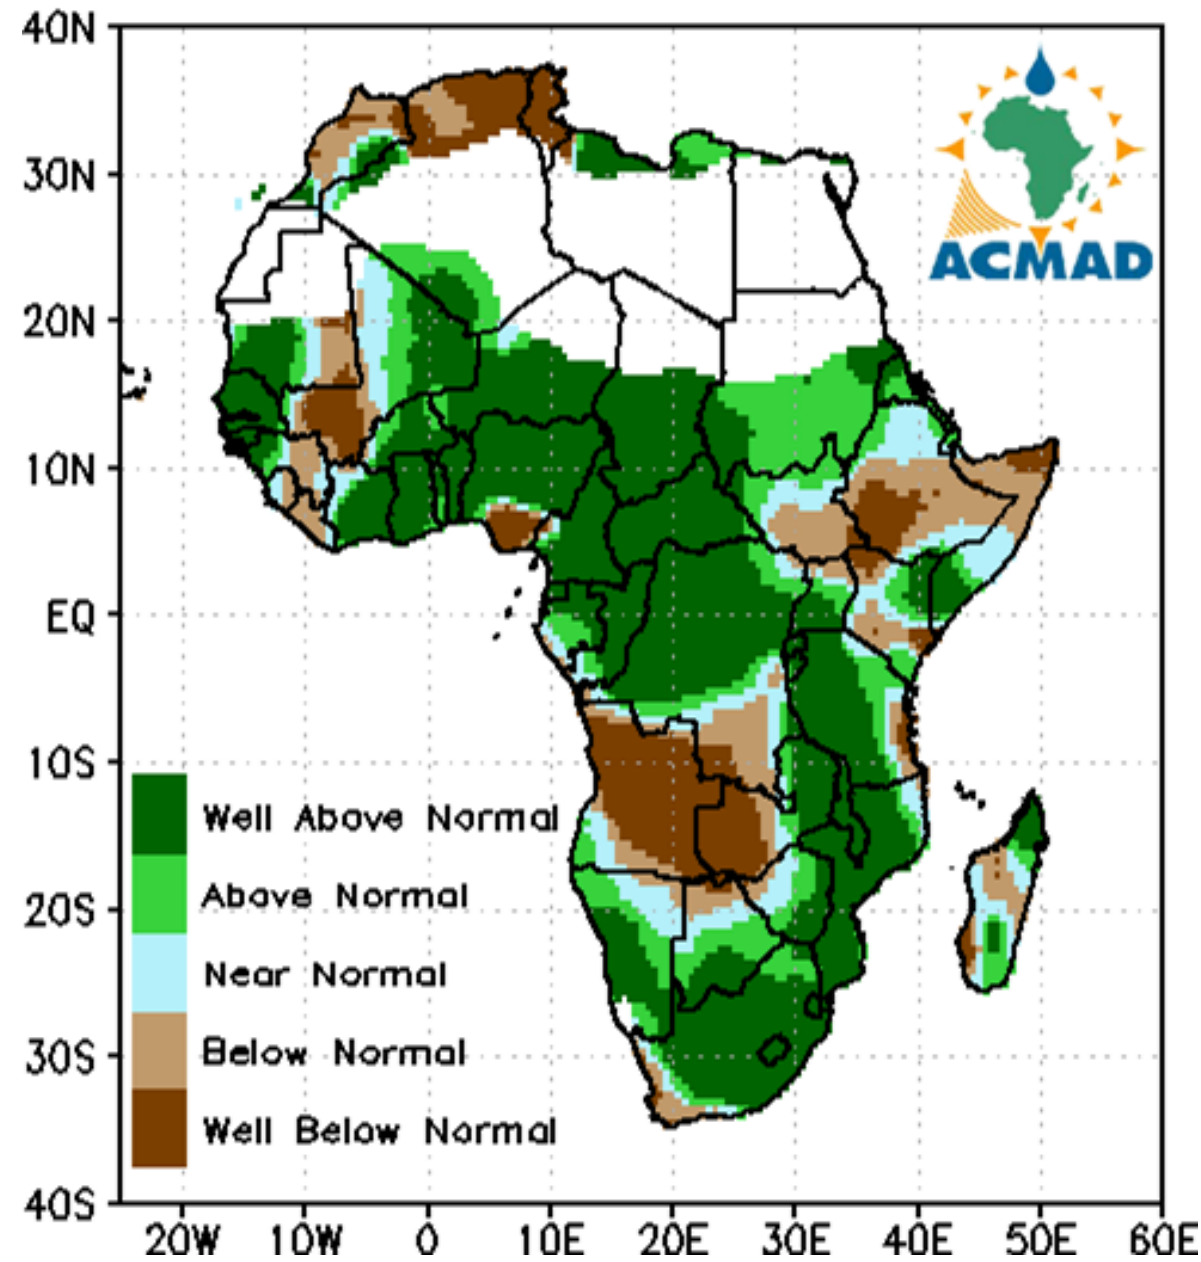 40N
30N
20N
10N
EQ
10S
20S
30S
40S
20W 10W 0 10E 20E 30E 40E 50E 60E
ACMAD
Well Above Normal
Above Normal
Near Normal
Below Normal
Well Below Normal